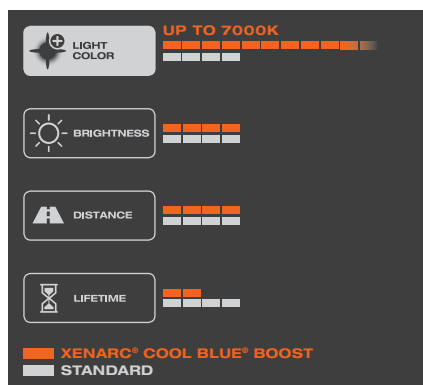 UP TO 7000K
LIGHT
COLOR
BRIGHTNESS
DISTANCE
LIFETIME
XENARC® COOL BLUE® BOOST
STANDARD